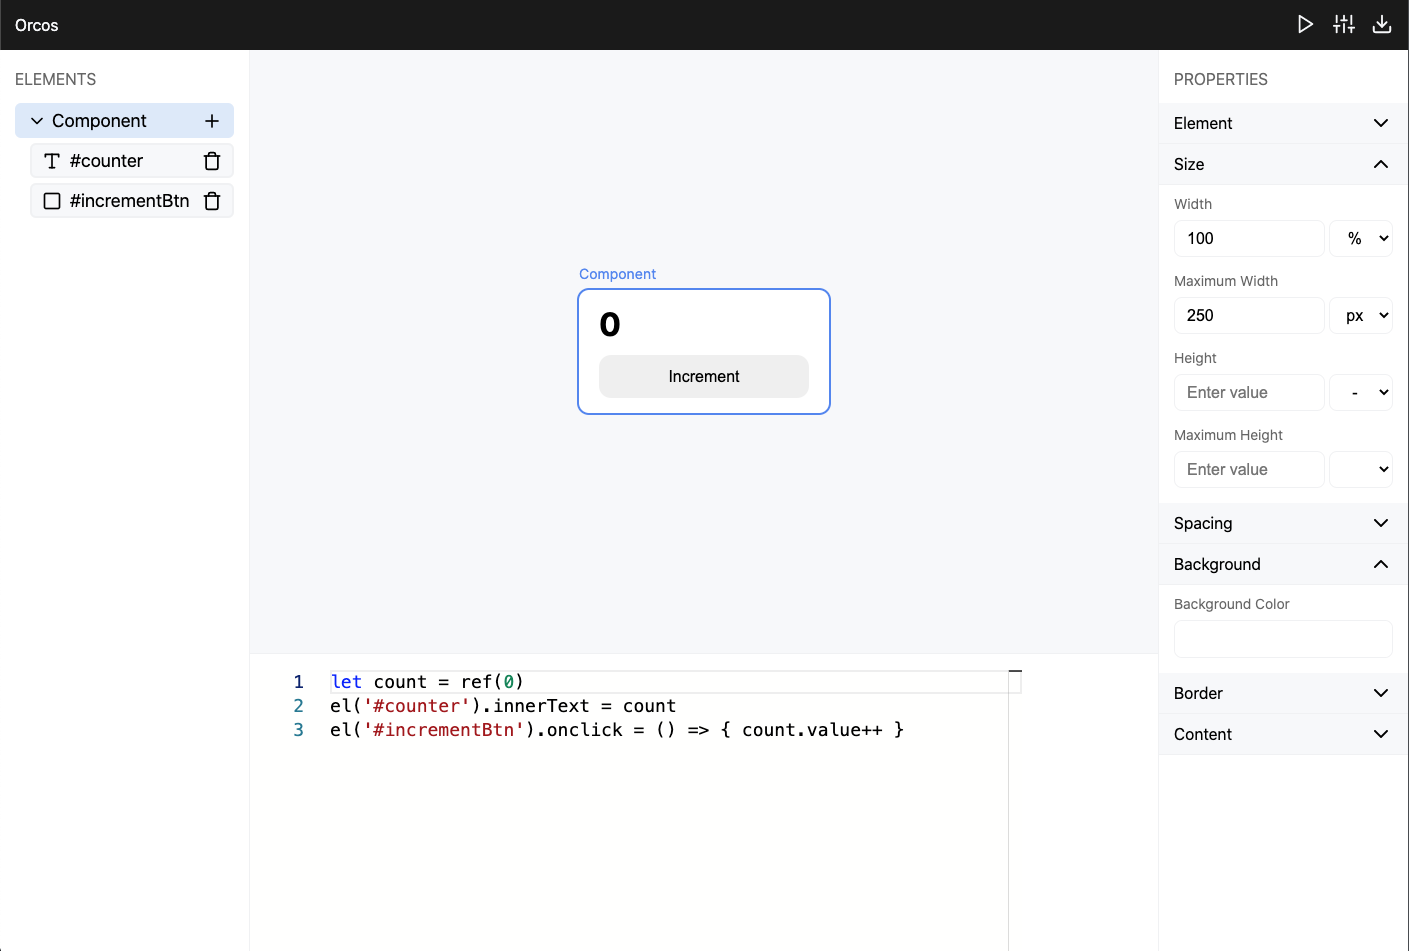 Orcos
ELEMENTS
Component
#counter
#incrementBtn
Component
0
Increment
1 let count = ref(0)
2 el('#counter').innerText = count
3 el('#incrementBtn').onclick = () => { count.value++ }
PROPERTIES
Element
Size
Width
100 %
Maximum Width
250 px
Height
Enter value -
Maximum Height
Enter value
Spacing
Background
Background Color
Border
Content